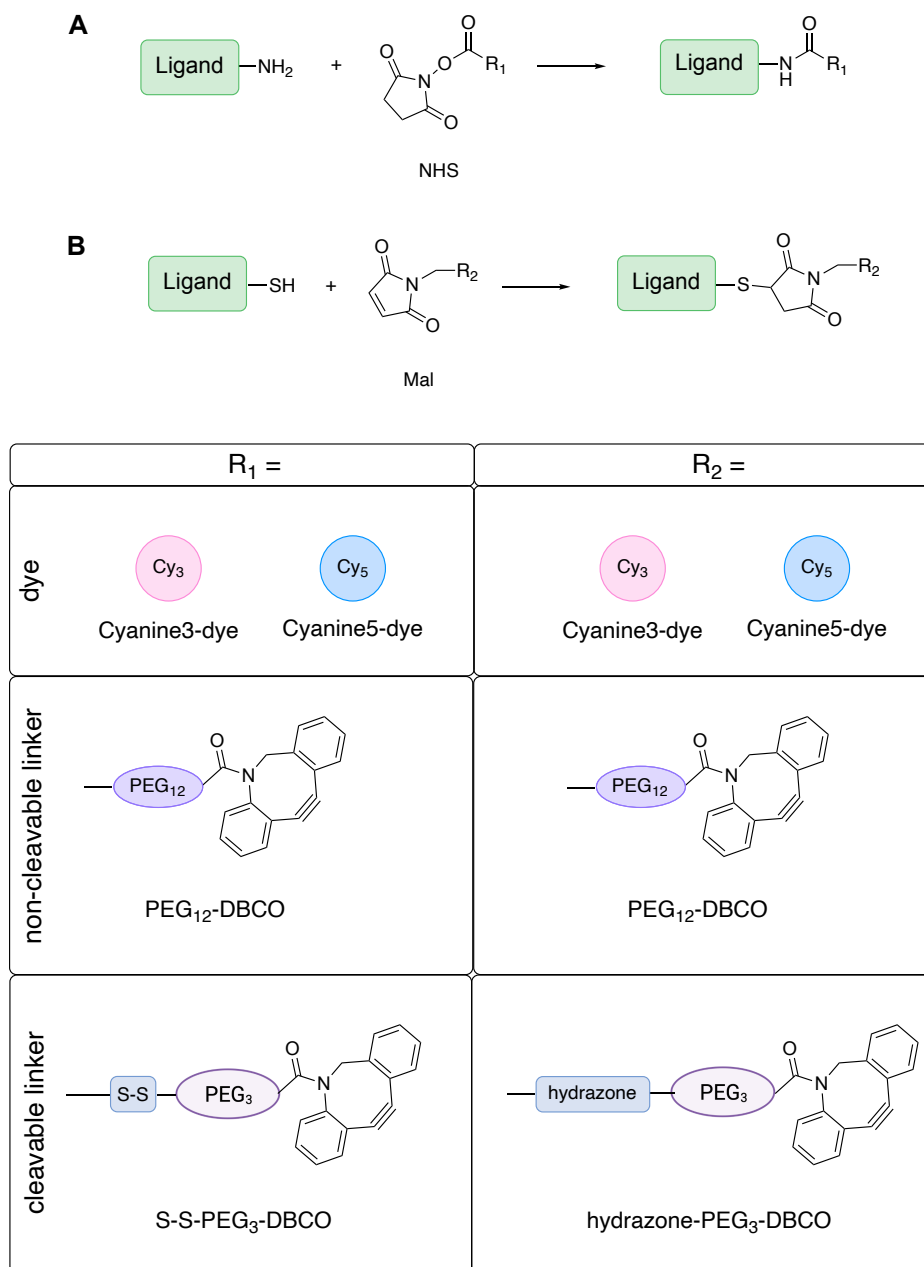 A
Ligand
NH₂
+
O
O
R₁
O
N
O
NHS
Ligand
N
H
O
R₁
B
Ligand
SH
+
O
N
R₂
O
Mal
Ligand
S
O
N
R₂
O
R₁ =
R₂ =
dye
Cy₃
Cyanine3-dye
Cy₅
Cyanine5-dye
Cy₃
Cyanine3-dye
Cy₅
Cyanine5-dye
non-cleavable linker
PEG₁₂
O
N
PEG₁₂-DBCO
PEG₁₂
O
N
PEG₁₂-DBCO
cleavable linker
S-S
PEG₃
O
N
S-S-PEG₃-DBCO
hydrazone
PEG₃
O
N
hydrazone-PEG₃-DBCO